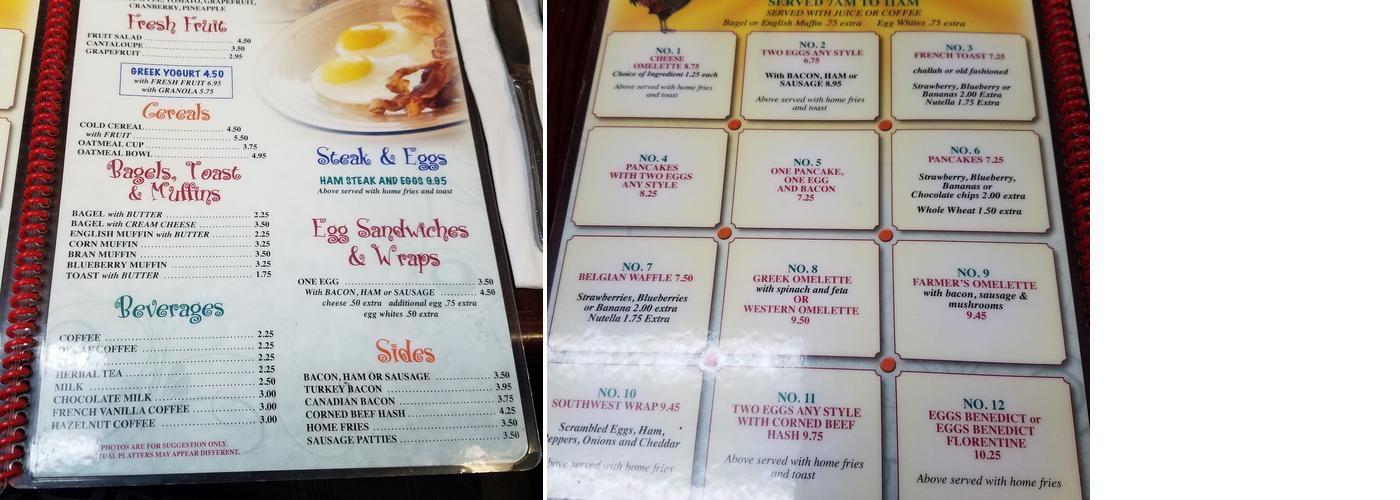 CRANBERRY, PINEAPPLE
Fresh Fruit
FRUIT SALAD 4.50
CANTALOUPE 3.50
GRAPEFRUIT 2.95
GREEK YOGURT 4.50
with FRESH FRUIT 6.95
with GRANOLA 5.75
Cereals
COLD CEREAL 4.50
with FRUIT 5.50
OATMEAL CUP 3.75
OATMEAL BOWL 4.95
Bagels, Toast
& Muffins
BAGEL with BUTTER 2.25
BAGEL with CREAM CHEESE 3.50
ENGLISH MUFFIN with BUTTER 2.25
CORN MUFFIN 3.25
BRAN MUFFIN 3.50
BLUEBERRY MUFFIN 3.25
TOAST with BUTTER 1.75
Beverages
COFFEE 2.25
DECAF COFFEE 2.25
2.25
HERBAL TEA 2.25
MILK 2.50
CHOCOLATE MILK 3.00
FRENCH VANILLA COFFEE 3.00
HAZELNUT COFFEE 3.00
PHOTOS ARE FOR SUGGESTION ONLY.
PLATTERS MAY APPEAR DIFFERENT.
Steak & Eggs
HAM STEAK AND EGGS 9.95
Above served with home fries and toast
Egg Sandwiches
& Wraps
ONE EGG 3.50
With BACON, HAM or SAUSAGE 4.50
cheese .50 extra additional egg .75 extra
egg whites .50 extra
Sides
BACON, HAM OR SAUSAGE 3.50
TURKEY BACON 3.95
CANADIAN BACON 3.75
CORNED BEEF HASH 4.25
HOME FRIES 3.50
SAUSAGE PATTIES 3.50
SERVED 7AM TO 11AM
SERVED WITH JUICE OR COFFEE
Bagel or English Muffin .75 extra Egg Whites .75 extra
NO. 1
CHEESE
OMELETTE 8.75
Choice of Ingredient 1.25 each
Above served with home fries
and toast
NO. 2
TWO EGGS ANY STYLE
6.75
With BACON, HAM or
SAUSAGE 8.95
Above served with home fries
and toast
NO. 3
FRENCH TOAST 7.25
challah or old fashioned
Strawberry, Blueberry or
Bananas 2.00 Extra
Nutella 1.75 Extra
NO. 4
PANCAKES
WITH TWO EGGS
ANY STYLE
8.25
NO. 5
ONE PANCAKE,
ONE EGG
AND BACON
7.25
NO. 6
PANCAKES 7.25
Strawberry, Blueberry,
Bananas or
Chocolate chips 2.00 extra
Whole Wheat 1.50 extra
NO. 7
BELGIAN WAFFLE 7.50
Strawberries, Blueberries
or Banana 2.00 extra
Nutella 1.75 Extra
NO. 8
GREEK OMELETTE
with spinach and feta
OR
WESTERN OMELETTE
9.50
NO. 9
FARMER'S OMELETTE
with bacon, sausage &
mushrooms
9.45
NO. 10
SOUTHWEST WRAP 9.45
Scrambled Eggs, Ham,
eppers, Onions and Cheddar
above served with home fries
NO. 11
TWO EGGS ANY STYLE
WITH CORNED BEEF
HASH 9.75
Above served with home fries
and toast
NO. 12
EGGS BENEDICT or
EGGS BENEDICT
FLORENTINE
10.25
Above served with home fries